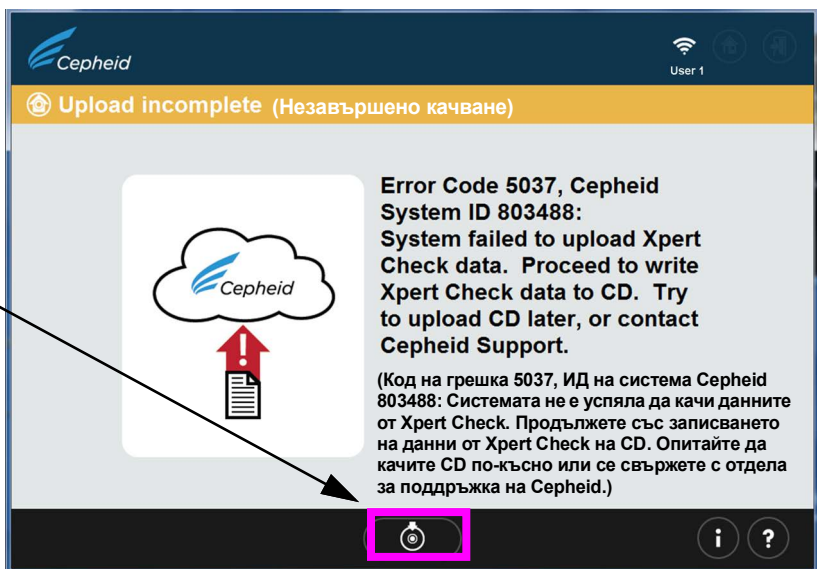 Cepheid
User 1
Upload incomplete (Незавършено качване)
Cepheid
Error Code 5037, Cepheid
System ID 803488:
System failed to upload Xpert
Check data. Proceed to write
Xpert Check data to CD. Try
to upload CD later, or contact
Cepheid Support.
(Код на грешка 5037, ИД на система Cepheid
803488: Системата не е успяла да качи данните
от Xpert Check. Продължете със записването
на данни от Xpert Check на CD. Опитайте да
качите CD по-късно или се свържете с отдела
за поддръжка на Cepheid.)